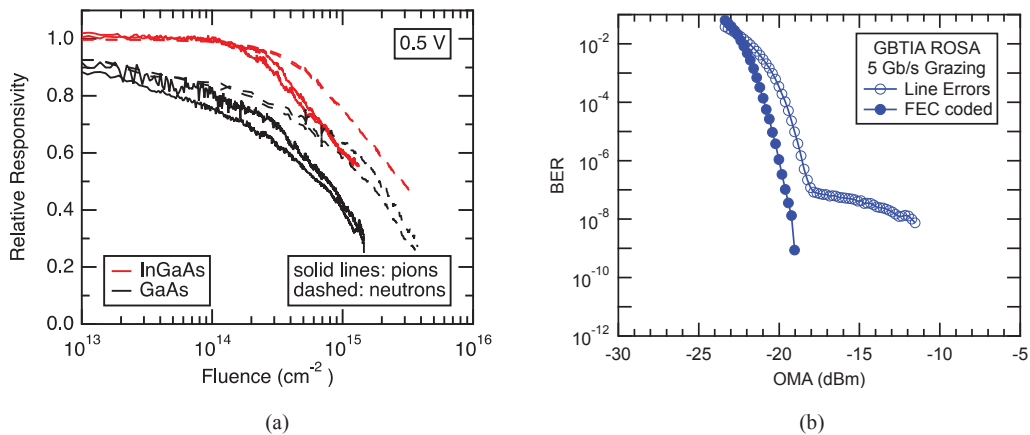 1.0
0.8
0.6
0.4
0.2
0.0
Relative Responsivity
0.5 V
InGaAs
GaAs
solid lines: pions
dashed: neutrons
10^13 10^14 10^15 10^16
Fluence (cm^-2)
(a)
10^-2
10^-4
10^-6
10^-8
10^-10
10^-12
BER
GBTIA ROSA
5 Gb/s Grazing
Line Errors
FEC coded
-30 -25 -20 -15 -10 -5
OMA (dBm)
(b)